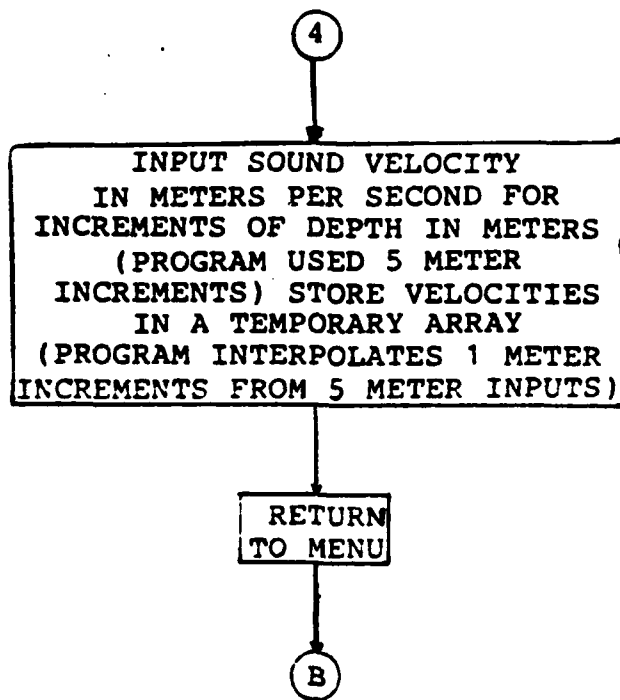 4
INPUT SOUND VELOCITY
IN METERS PER SECOND FOR
INCREMENTS OF DEPTH IN METERS
(PROGRAM USED 5 METER
INCREMENTS) STORE VELOCITIES
IN A TEMPORARY ARRAY
(PROGRAM INTERPOLATES 1 METER
INCREMENTS FROM 5 METER INPUTS)
RETURN
TO MENU
B